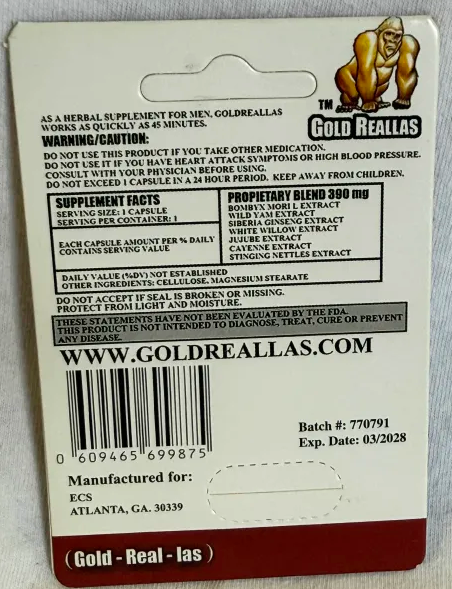 TM
GOLD REALLAS
AS A HERBAL SUPPLEMENT FOR MEN, GOLDREALLAS
WORKS AS QUICKLY AS 45 MINUTES.
WARNING/CAUTION:
DO NOT USE THIS PRODUCT IF YOU TAKE OTHER MEDICATION.
DO NOT USE IT IF YOU HAVE HEART ATTACK SYMPTOMS OR HIGH BLOOD PRESSURE.
CONSULT WITH YOUR PHYSICIAN BEFORE USING.
DO NOT EXCEED 1 CAPSULE IN A 24 HOUR PERIOD. KEEP AWAY FROM CHILDREN.
SUPPLEMENT FACTS
SERVING SIZE: 1 CAPSULE
SERVING PER CONTAINER: 1
EACH CAPSULE AMOUNT PER % DAILY
CONTAINS SERVING VALUE
PROPIETARY BLEND 390 mg
BOMBYX MORI L EXTRACT
WILD YAM EXTRACT
SIBERIA GINSENG EXTRACT
WHITE WILLOW EXTRACT
JUJUBE EXTRACT
CAYENNE EXTRACT
STINGING NETTLES EXTRACT
DAILY VALUE (%DV) NOT ESTABLISHED
OTHER INGREDIENTS: CELLULOSE, MAGNESIUM STEARATE
DO NOT ACCEPT IF SEAL IS BROKEN OR MISSING.
PROTECT FROM LIGHT AND MOISTURE.
THESE STATEMENTS HAVE NOT BEEN EVALUATED BY THE FDA.
THIS PRODUCT IS NOT INTENDED TO DIAGNOSE, TREAT, CURE OR PREVENT
ANY DISEASE.
WWW.GOLDREALLAS.COM
0 609465 699875
Batch #: 770791
Exp. Date: 03/2028
Manufactured for:
ECS
ATLANTA, GA. 30339
(Gold - Real - las)